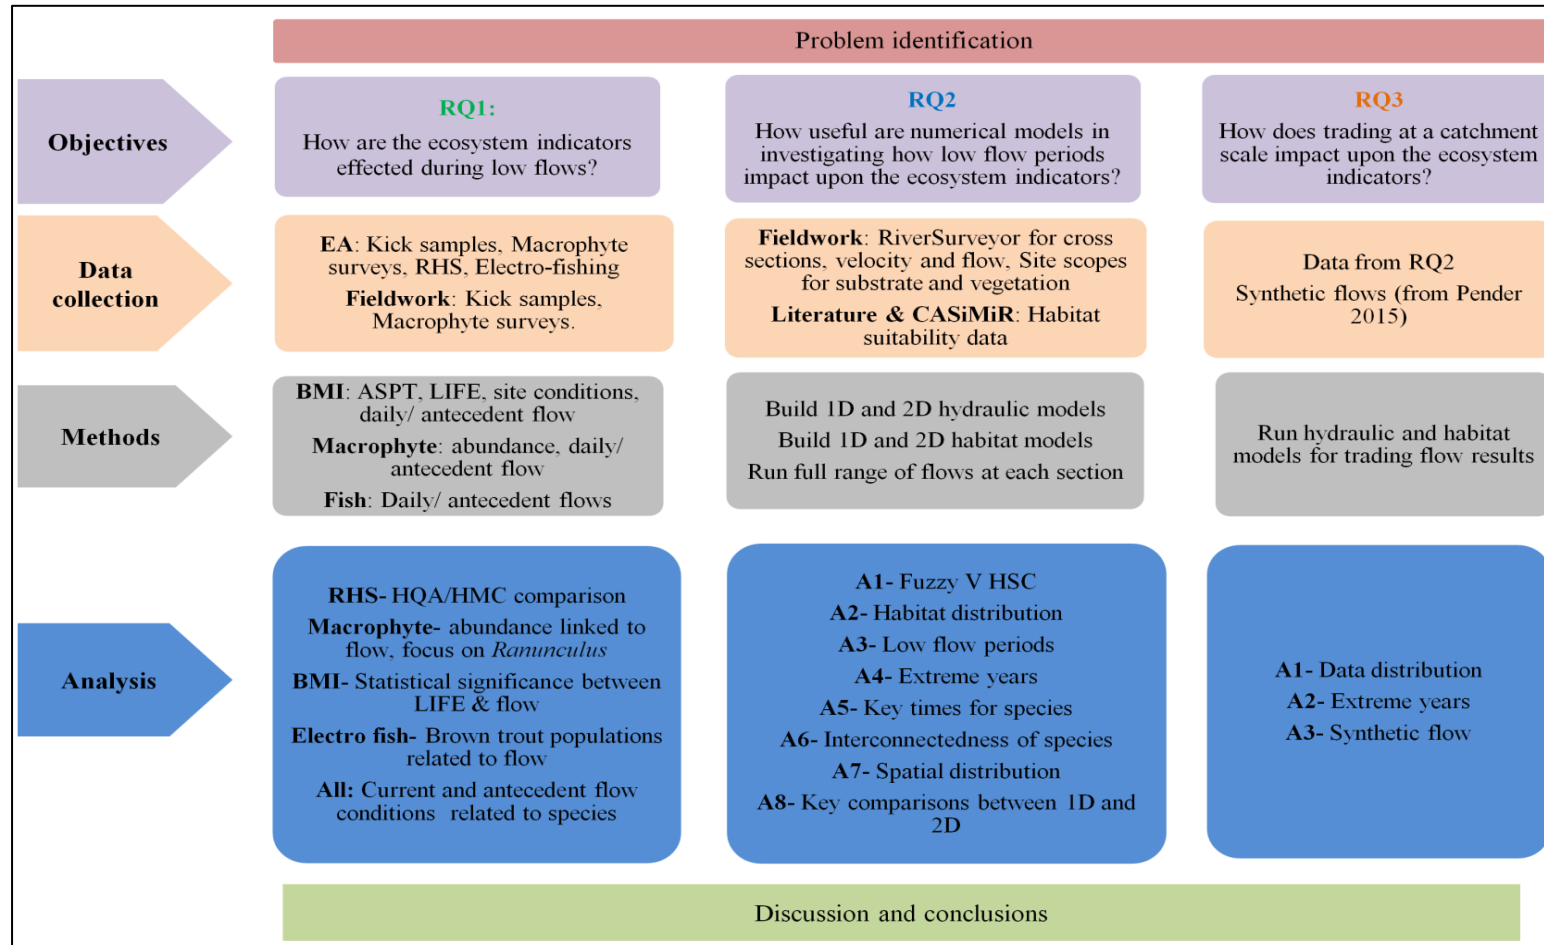 Problem identification
Objectives
RQ1:
How are the ecosystem indicators
effected during low flows?
RQ2
How useful are numerical models in
investigating how low flow periods
impact upon the ecosystem indicators?
RQ3
How does trading at a catchment
scale impact upon the ecosystem
indicators?
Data
collection
EA: Kick samples, Macrophyte
surveys, RHS, Electro-fishing
Fieldwork: Kick samples,
Macrophyte surveys.
Fieldwork: RiverSurveyor for cross
sections, velocity and flow, Site scopes
for substrate and vegetation
Literature & CASiMiR: Habitat
suitability data
Data from RQ2
Synthetic flows (from Pender
2015)
Methods
BMI: ASPT, LIFE, site conditions,
daily/ antecedent flow
Macrophyte: abundance, daily/
antecedent flow
Fish: Daily/ antecedent flows
Build 1D and 2D hydraulic models
Build 1D and 2D habitat models
Run full range of flows at each section
Run hydraulic and habitat
models for trading flow results
Analysis
RHS- HQA/HMC comparison
Macrophyte- abundance linked to
flow, focus on Ranunculus
BMI- Statistical significance between
LIFE & flow
Electro fish- Brown trout populations
related to flow
All: Current and antecedent flow
conditions related to species
A1- Fuzzy V HSC
A2- Habitat distribution
A3- Low flow periods
A4- Extreme years
A5- Key times for species
A6- Interconnectedness of species
A7- Spatial distribution
A8- Key comparisons between 1D and
2D
A1- Data distribution
A2- Extreme years
A3- Synthetic flow
Discussion and conclusions